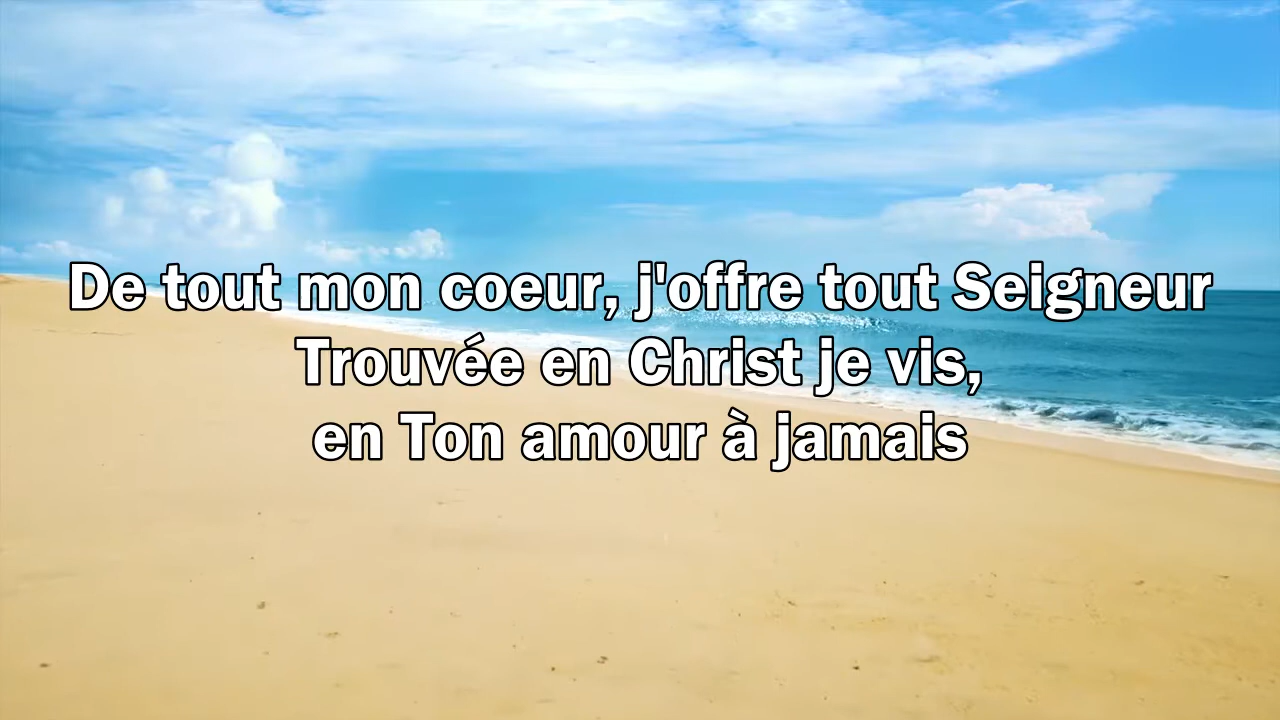 De tout mon coeur, j'offre tout Seigneur
Trouvée en Christ je vis,
en Ton amour à jamais